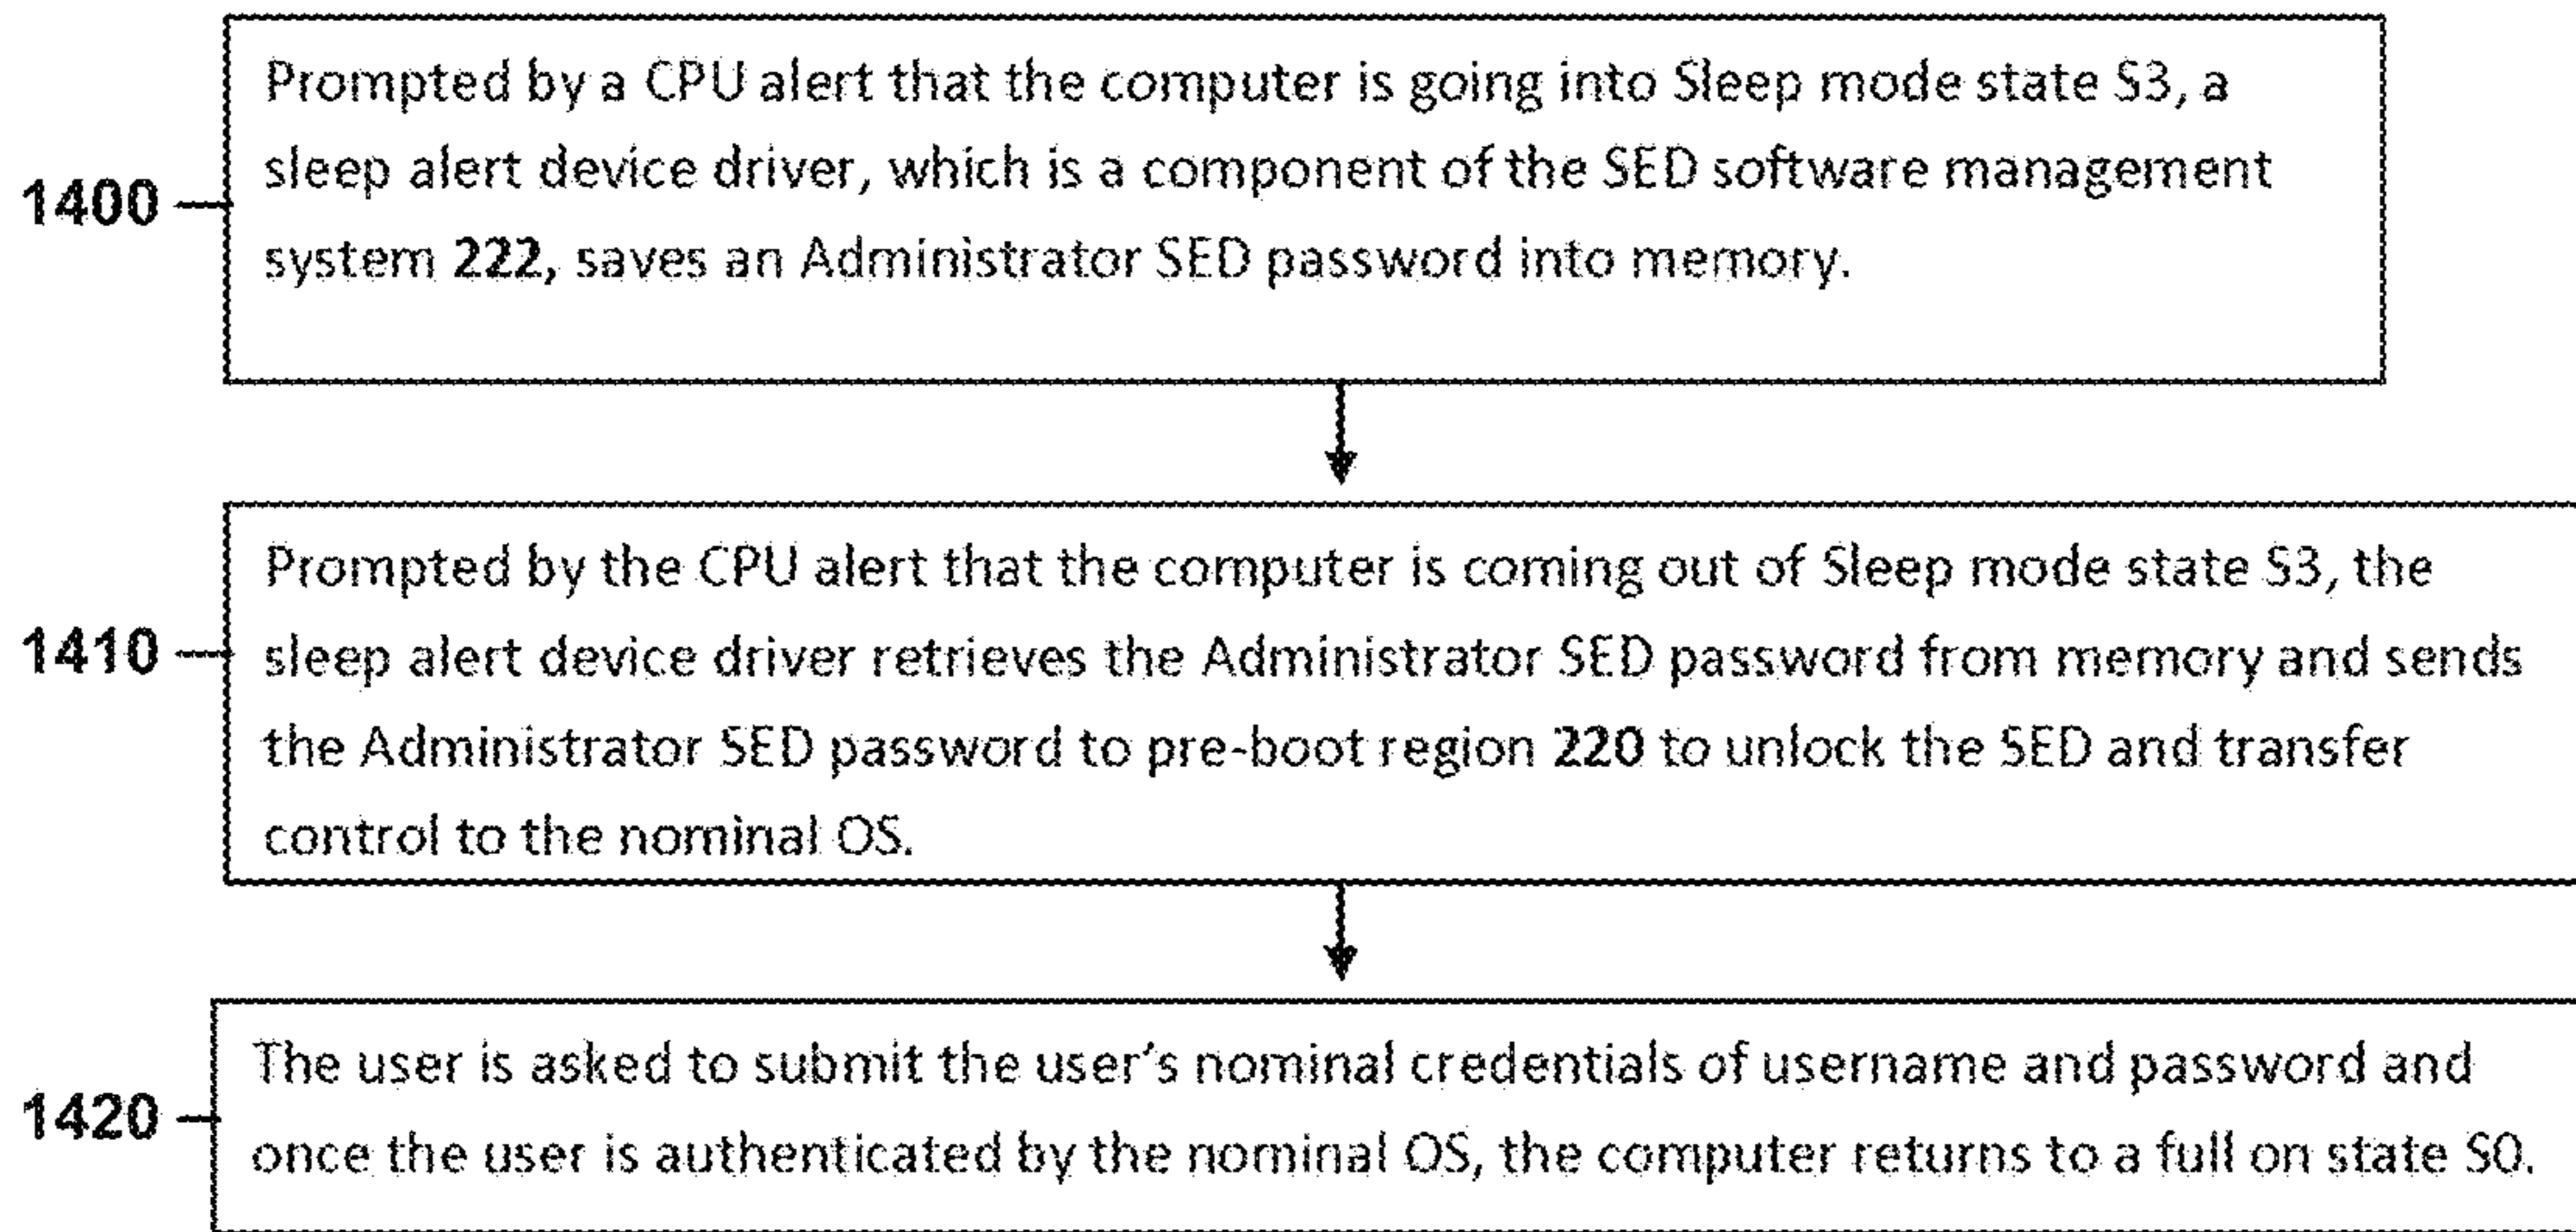 Prompted by a CPU alert that the computer is going into Sleep mode state S3, a
sleep alert device driver, which is a component of the SED software management
1400
system 222, saves an Administrator SED password into memory.
Prompted by the CPU alert that the computer is coming out of Sleep mode state S3, the
1410
sleep alert device driver retrieves the Administrator SED password from memory and sends
the Administrator SED password to pre-boot region 220 to unlock the SED and transfer
control to the nominal OS.
The user is asked to submit the user's nominal credentials of username and password and
1420
once the user is authenticated by the nominal OS, the computer returns to a full on state S0.